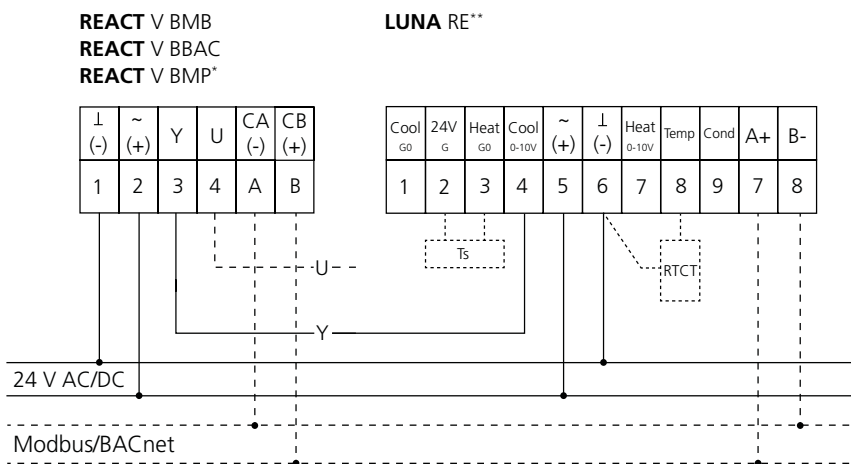 REACT V BMB
REACT V BBAC
REACT V BMP*
LUNA RE**
⊥ ~ Y U CA CB
(-) (+) (-) (+)
1 2 3 4 A B
Cool 24V Heat Cool ~ ⊥ Heat Temp Cond A+ B-
G0 G G0 0-10V (+) (-) 0-10V
1 2 3 4 5 6 7 8 9 7 8
Ts
U
RTCT
Y
24 V AC/DC
Modbus/BACnet